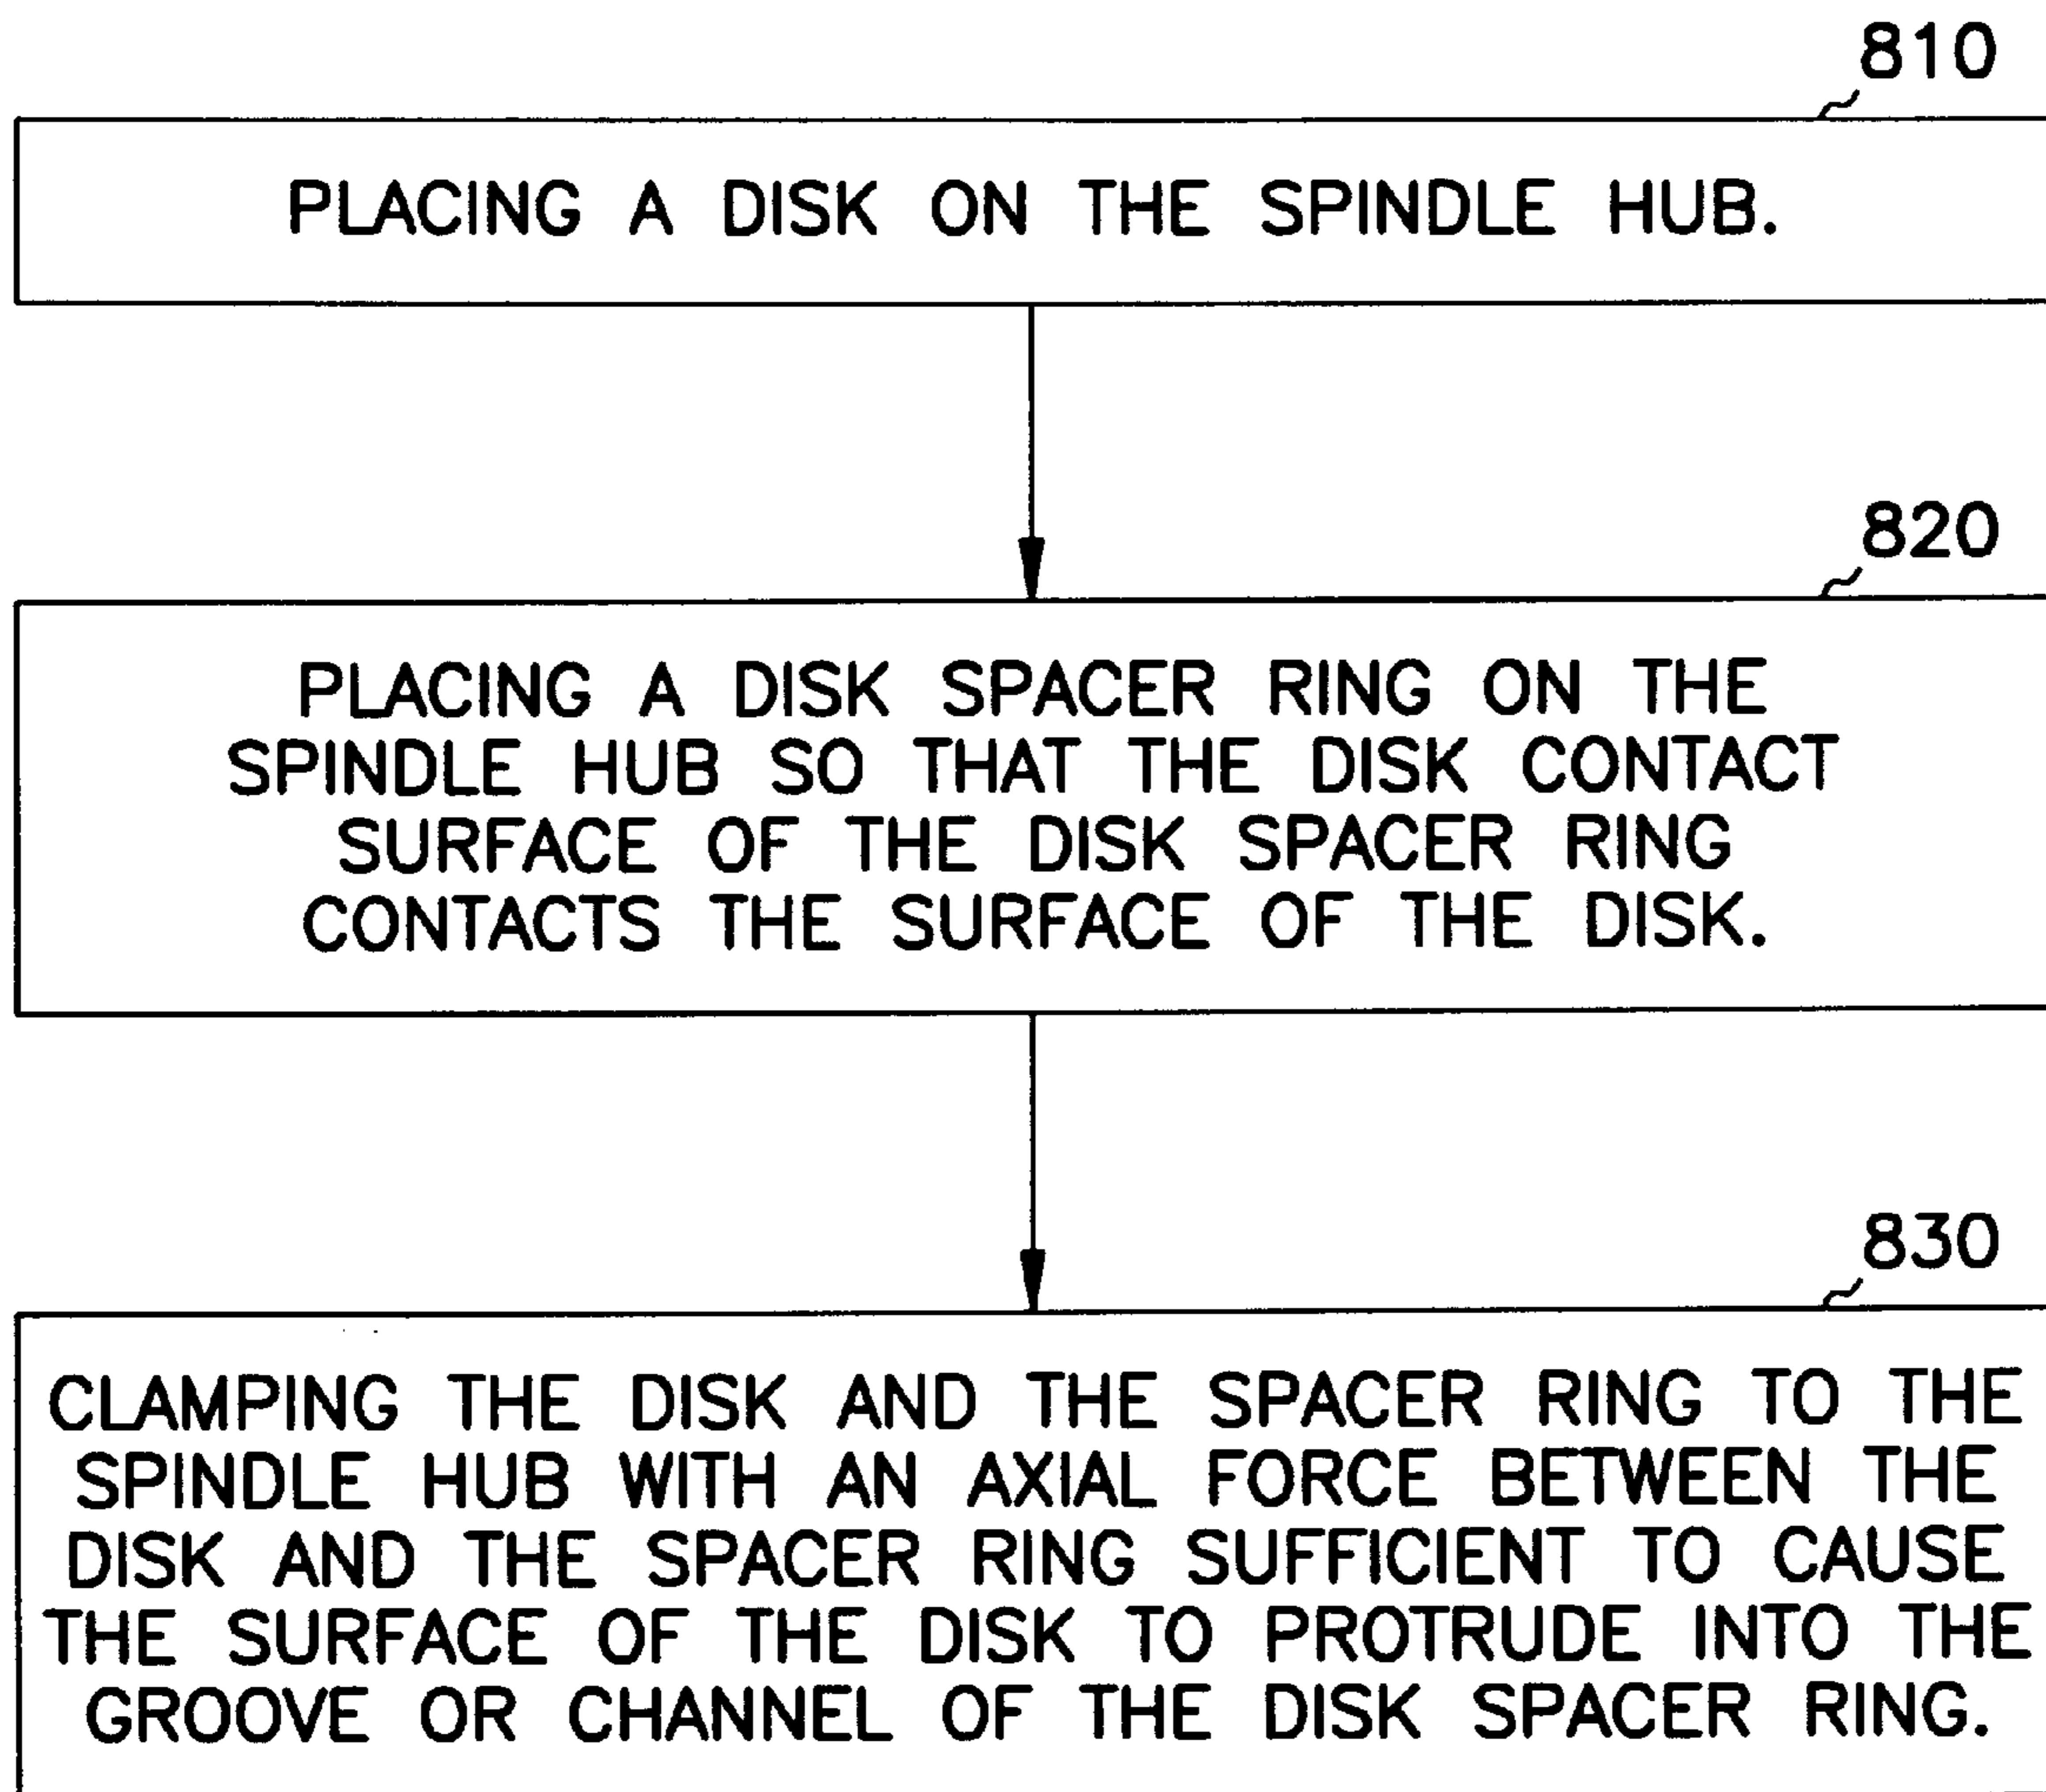 810
PLACING A DISK ON THE SPINDLE HUB.
820
PLACING A DISK SPACER RING ON THE
SPINDLE HUB SO THAT THE DISK CONTACT
SURFACE OF THE DISK SPACER RING
CONTACTS THE SURFACE OF THE DISK.
830
CLAMPING THE DISK AND THE SPACER RING TO THE
SPINDLE HUB WITH AN AXIAL FORCE BETWEEN THE
DISK AND THE SPACER RING SUFFICIENT TO CAUSE
THE SURFACE OF THE DISK TO PROTRUDE INTO THE
GROOVE OR CHANNEL OF THE DISK SPACER RING.